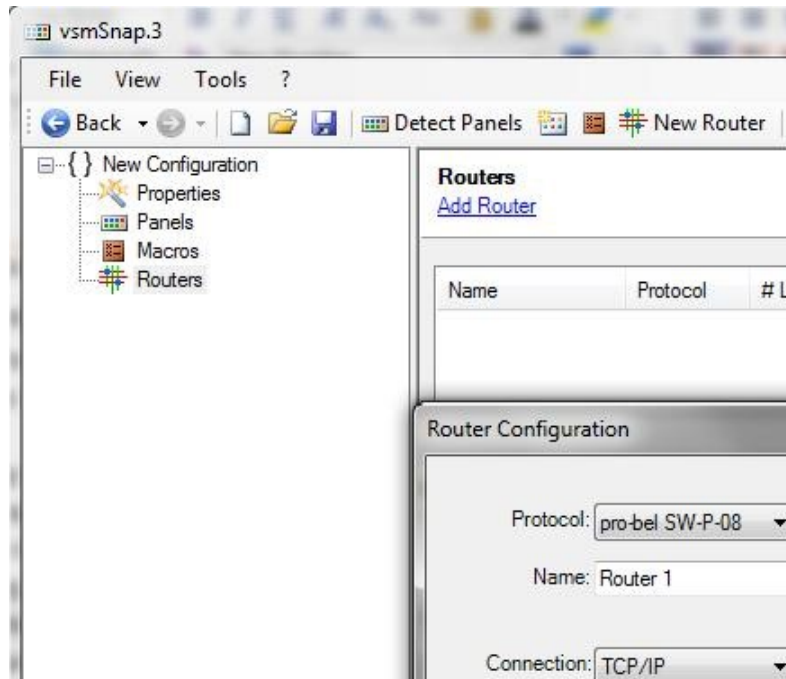 vsmSnap.3
File View Tools ?
Back Detect Panels New Router
New Configuration
Properties
Panels
Macros
Routers
Routers
Add Router
Name Protocol # L
Router Configuration
Protocol: pro-bel SW-P-08
Name: Router 1
Connection: TCP/IP